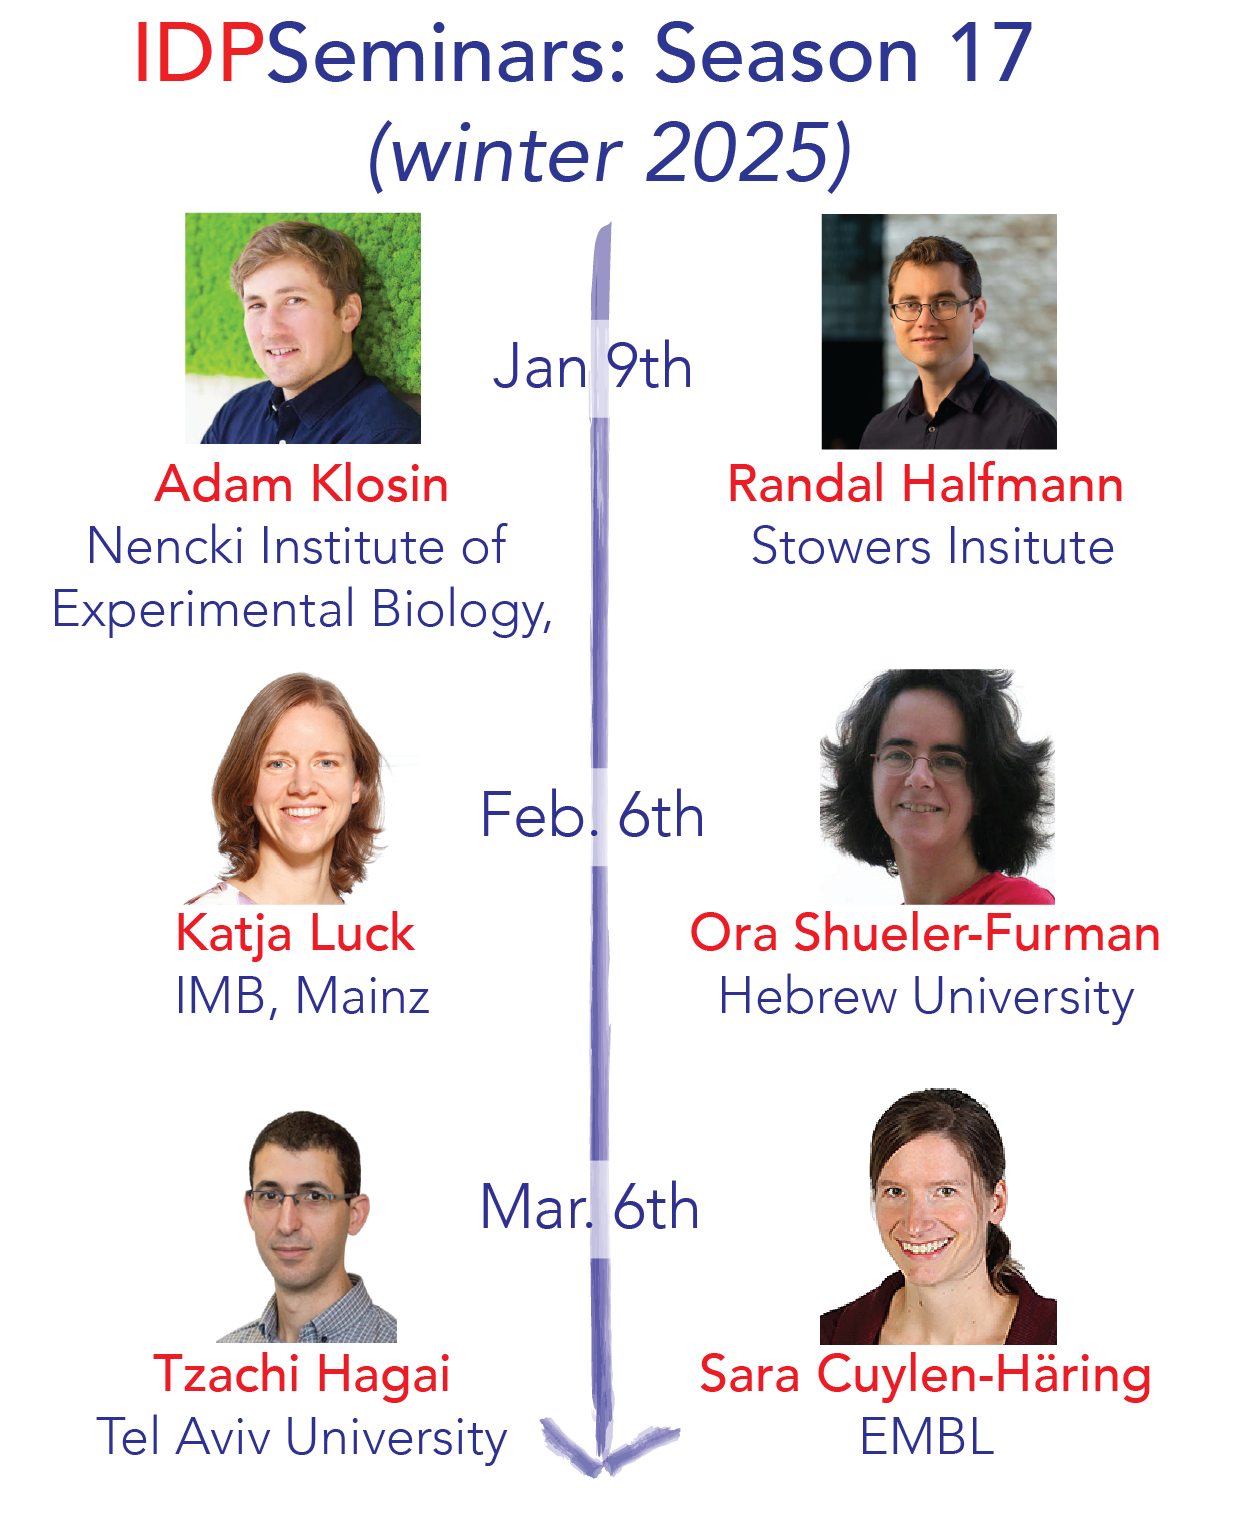 IDPSeminars: Season 17
(winter 2025)
Jan 9th
Adam Klosin
Nencki Institute of
Experimental Biology,
Randal Halfmann
Stowers Insitute
Feb. 6th
Katja Luck
IMB, Mainz
Ora Shueler-Furman
Hebrew University
Mar. 6th
Tzachi Hagai
Tel Aviv University
Sara Cuylen-Häring
EMBL